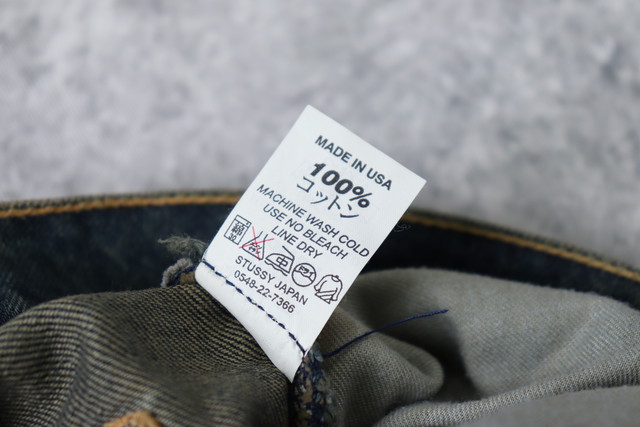 MADE IN USA
100%
コットン
MACHINE WASH COLD
USE NO BLEACH
LINE DRY
STUSSY JAPAN
0548-22-7366